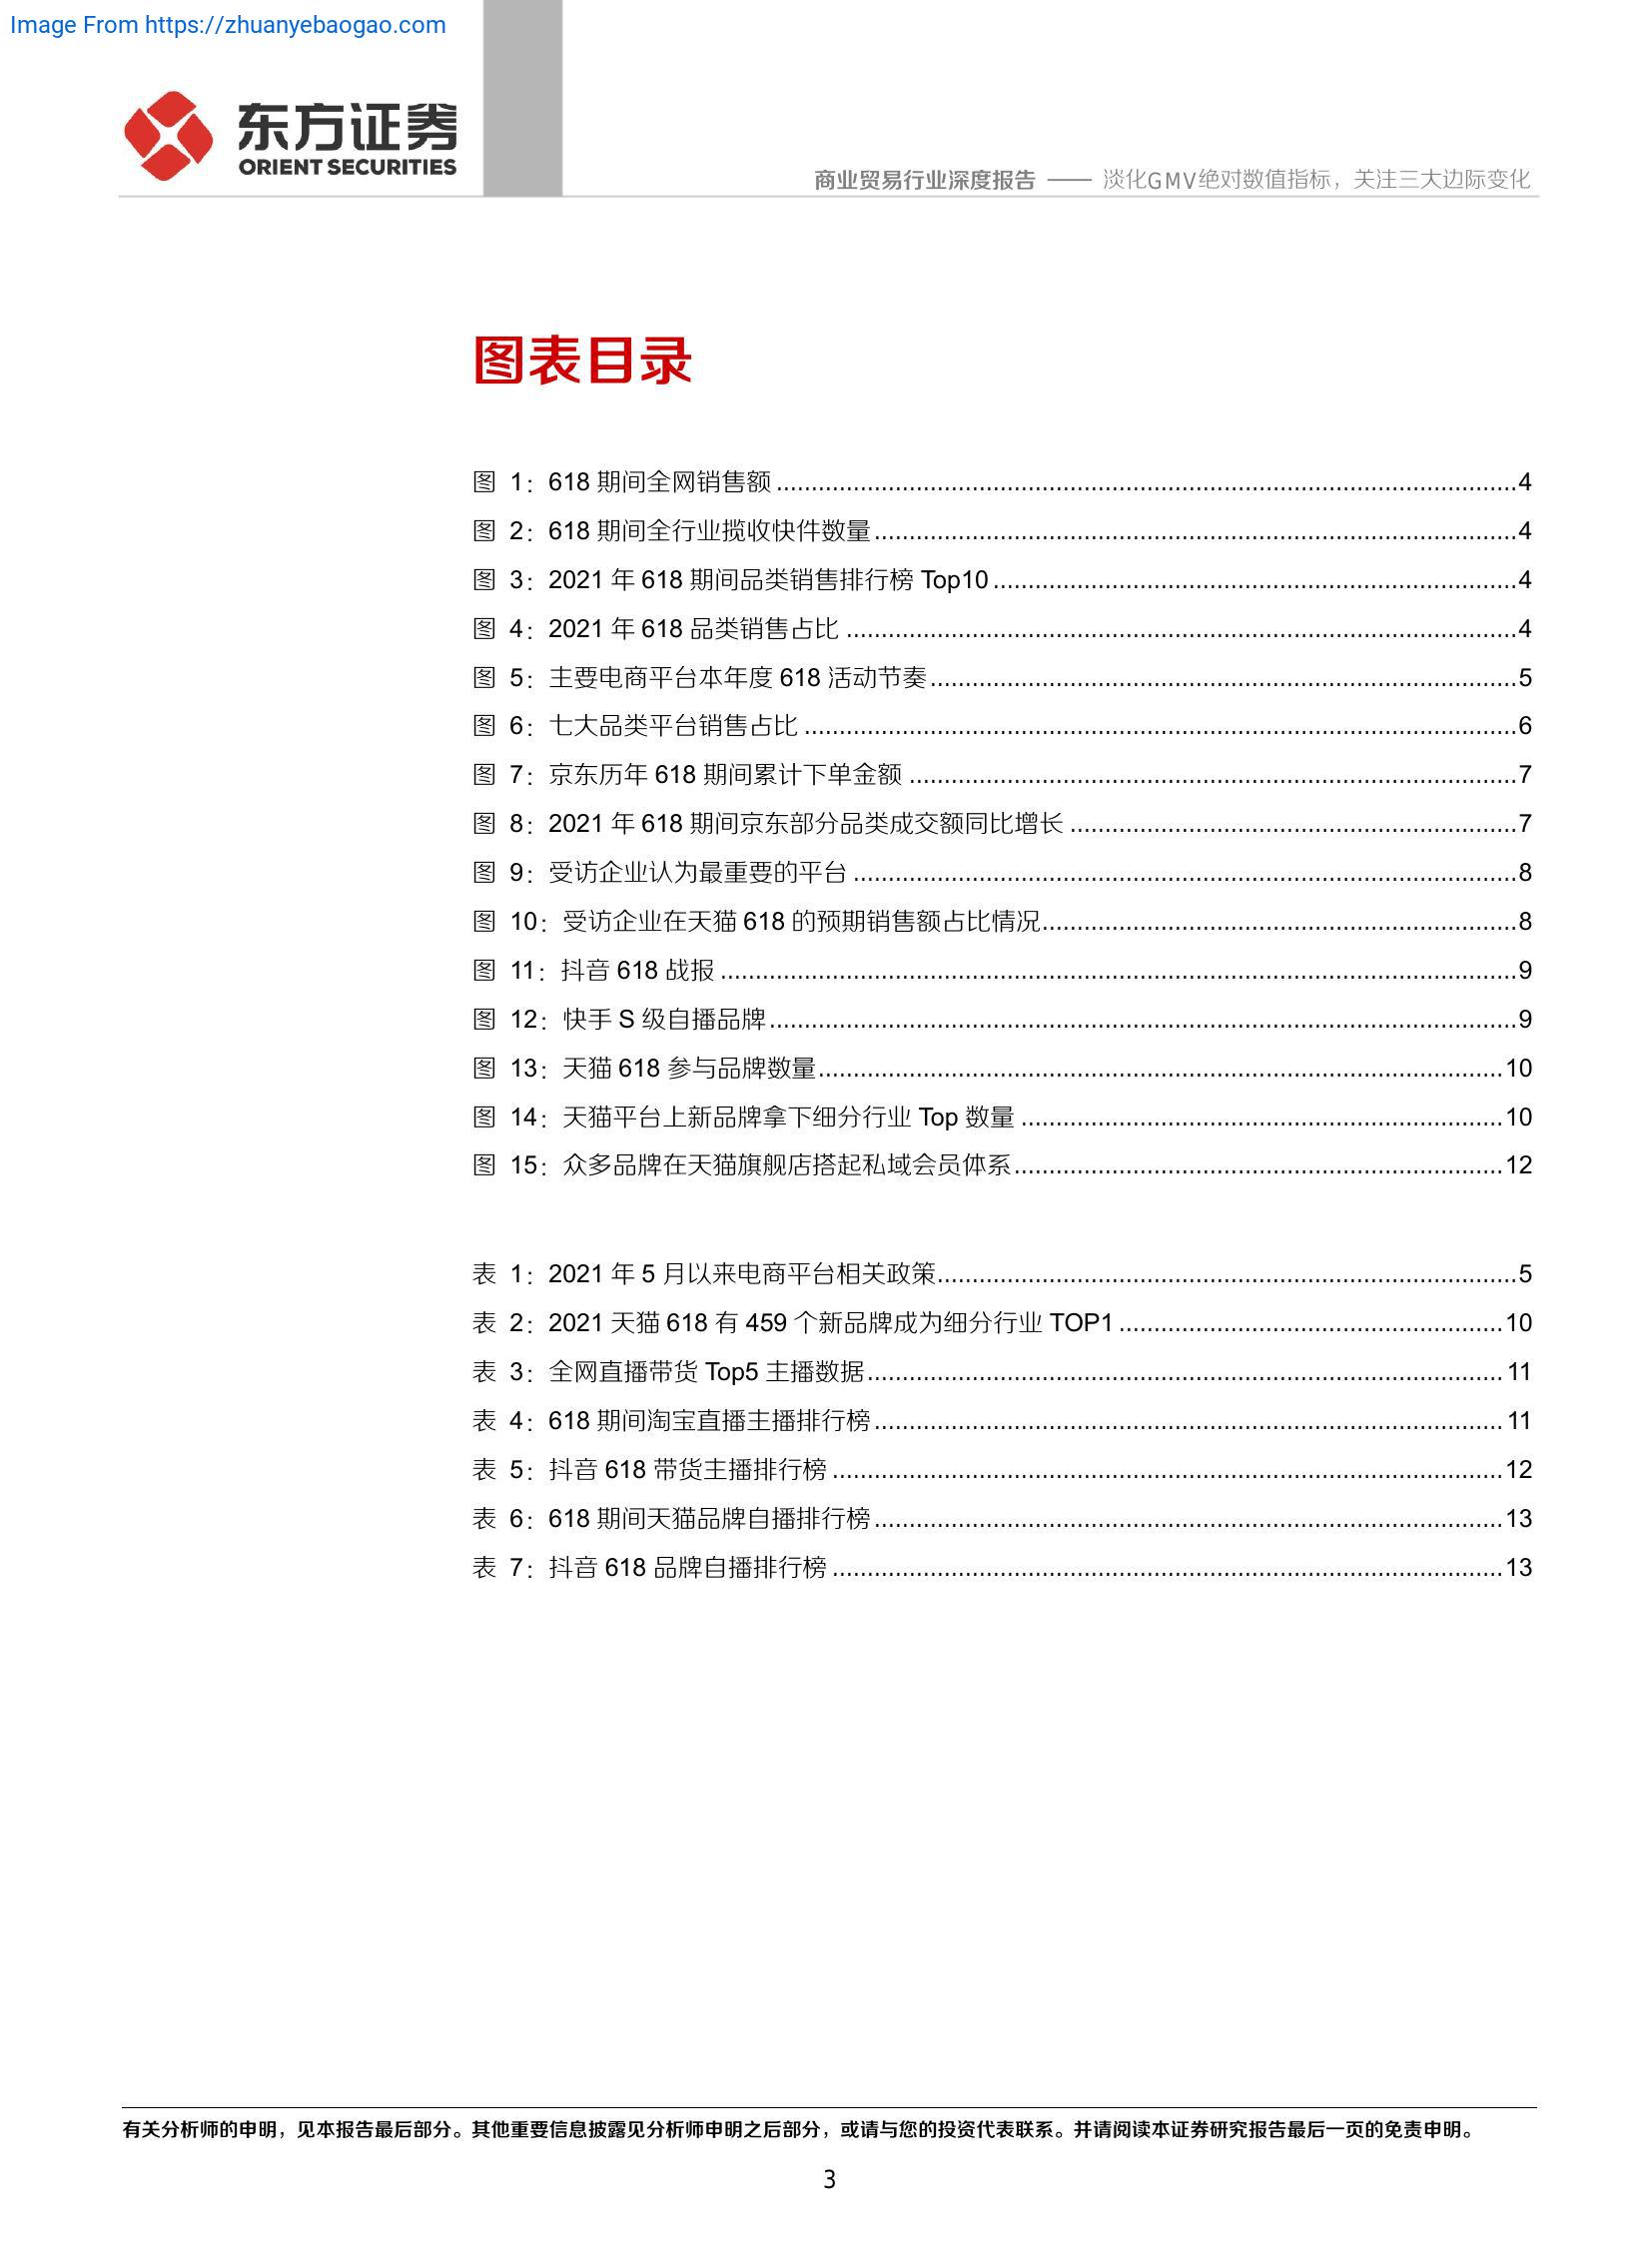 Image From https://zhuanyebaogao.com
东方证券
ORIENT SECURITIES
商业贸易行业深度报告 —— 淡化GMV绝对数值指标，关注三大边际变化
图表目录
图 1：618 期间全网销售额 ........................................4
图 2：618 期间全行业揽收快件数量 ........................................4
图 3：2021 年 618 期间品类销售排行榜 Top10 ........................................4
图 4：2021 年 618 品类销售占比 ........................................4
图 5：主要电商平台本年度 618 活动节奏 ........................................5
图 6：七大品类平台销售占比 ........................................6
图 7：京东历年 618 期间累计下单金额 ........................................7
图 8：2021 年 618 期间京东部分品类成交额同比增长 ........................................7
图 9：受访企业认为最重要的平台 ........................................8
图 10：受访企业在天猫 618 的预期销售额占比情况 ........................................8
图 11：抖音 618 战报 ........................................9
图 12：快手 S 级自播品牌 ........................................9
图 13：天猫 618 参与品牌数量 ........................................10
图 14：天猫平台上新品牌拿下细分行业 Top 数量 ........................................10
图 15：众多品牌在天猫旗舰店搭起私域会员体系 ........................................12
表 1：2021 年 5 月以来电商平台相关政策 ........................................5
表 2：2021 天猫 618 有 459 个新品牌成为细分行业 TOP1 ........................................10
表 3：全网直播带货 Top5 主播数据 ........................................11
表 4：618 期间淘宝直播主播排行榜 ........................................11
表 5：抖音 618 带货主播排行榜 ........................................12
表 6：618 期间天猫品牌自播排行榜 ........................................13
表 7：抖音 618 品牌自播排行榜 ........................................13
有关分析师的申明，见本报告最后部分。其他重要信息披露见分析师申明之后部分，或请与您的投资代表联系。并请阅读本证券研究报告最后一页的免责申明。
3